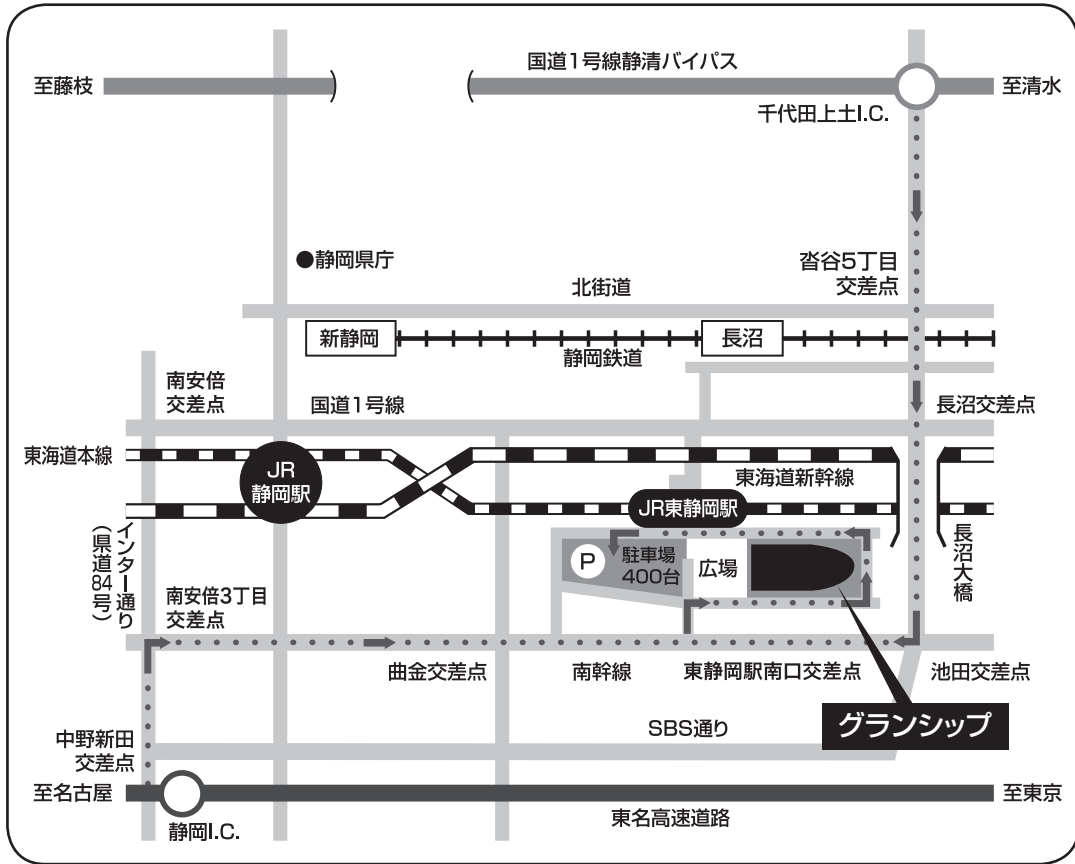 国道1号線静清バイパス
至藤枝
至清水
千代田上土I.C.
●静岡県庁
沓谷5丁目
交差点
北街道
新静岡
長沼
静岡鉄道
南安倍
交差点
国道1号線
長沼交差点
東海道本線
JR
静岡駅
東海道新幹線
JR東静岡駅
インター通り
(県道84号)
P
駐車場
400台
広場
長沼大橋
南安倍3丁目
交差点
曲金交差点
南幹線
東静岡駅南口交差点
池田交差点
グランシップ
SBS通り
中野新田
交差点
至名古屋
至東京
東名高速道路
静岡I.C.